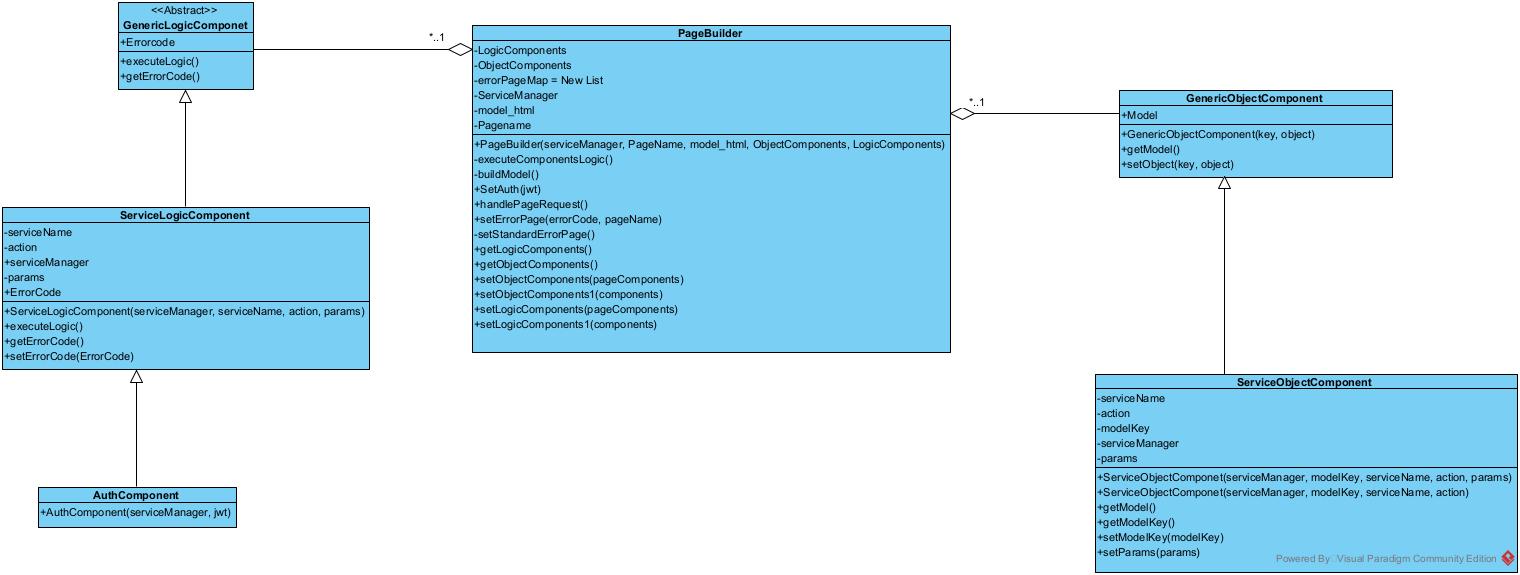 <<Abstract>>
GenericLogicComponet
+Errorcode
+executeLogic()
+getErrorCode()
*..1
PageBuilder
-LogicComponents
-ObjectComponents
-errorPageMap = New List
-ServiceManager
-model_html
-Pagename
+PageBuilder(serviceManager, PageName, model_html, ObjectComponents, LogicComponents)
-executeComponentsLogic()
-buildModel()
+SetAuth(jwt)
+handlePageRequest()
+setErrorPage(errorCode, pageName)
-setStandardErrorPage()
+getLogicComponents()
+getObjectComponents()
+setObjectComponents(pageComponents)
+setObjectComponents1(components)
+setLogicComponents(pageComponents)
+setLogicComponents1(components)
*..1
GenericObjectComponent
+Model
+GenericObjectComponent(key, object)
+getModel()
+setObject(key, object)
ServiceLogicComponent
-serviceName
-action
+serviceManager
-params
+ErrorCode
+ServiceLogicComponent(serviceManager, serviceName, action, params)
+executeLogic()
+getErrorCode()
+setErrorCode(ErrorCode)
AuthComponent
+AuthComponent(serviceManager, jwt)
ServiceObjectComponent
-serviceName
-action
-modelKey
-serviceManager
-params
+ServiceObjectComponet(serviceManager, modelKey, serviceName, action, params)
+ServiceObjectComponet(serviceManager, modelKey, serviceName, action)
+getModel()
+getModelKey()
+setModelKey(modelKey)
+setParams(params)
Powered By Visual Paradigm Community Edition